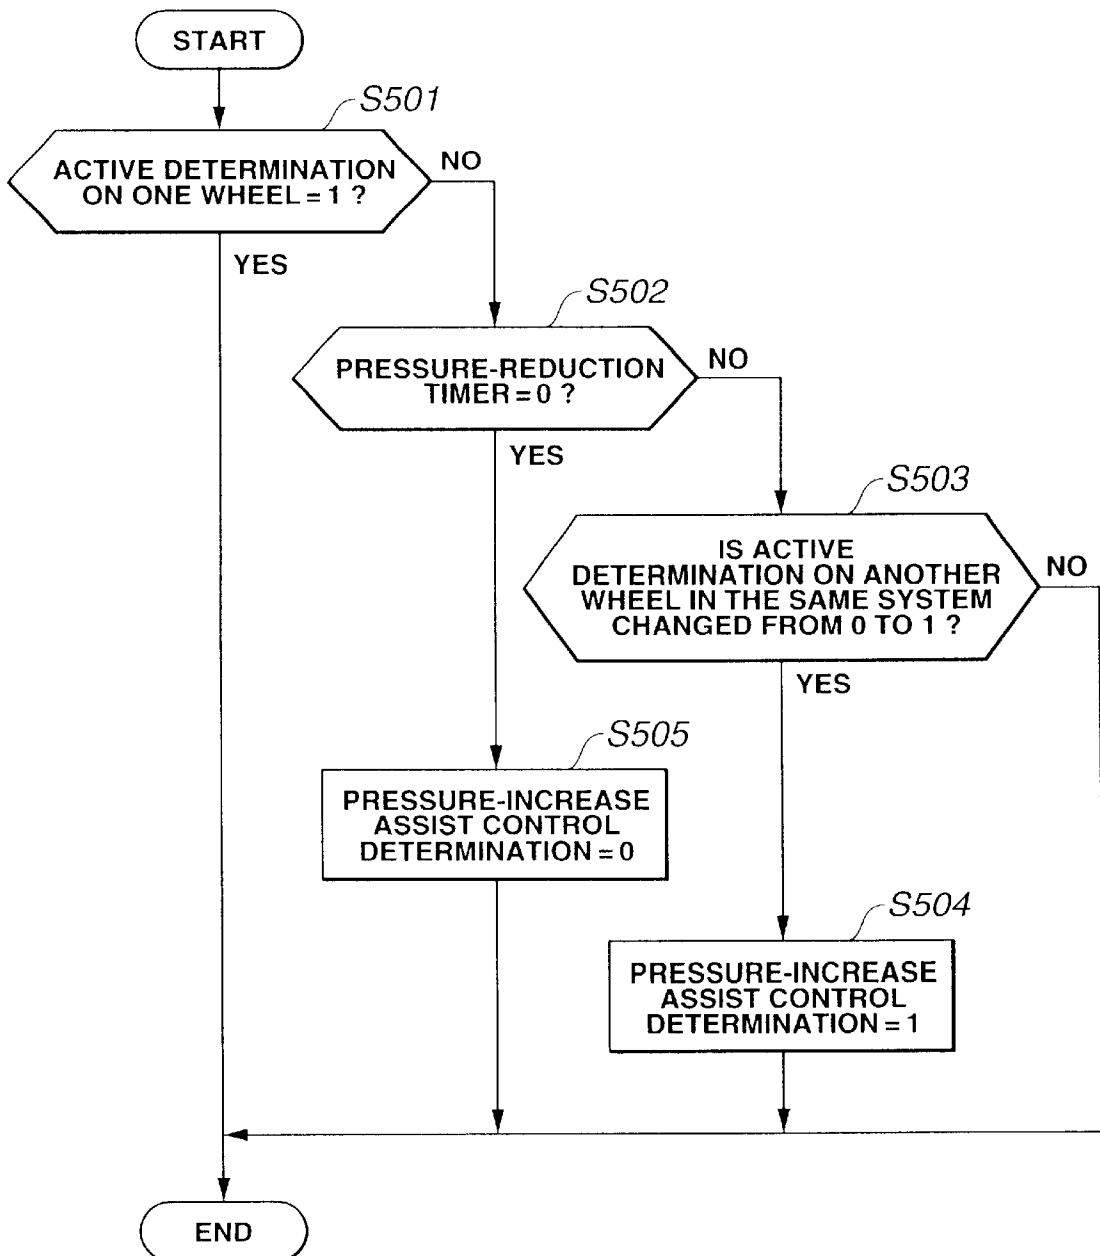 START
S501
ACTIVE DETERMINATION
ON ONE WHEEL = 1 ?
NO
YES
S502
PRESSURE-REDUCTION
TIMER = 0 ?
NO
YES
S503
IS ACTIVE
DETERMINATION ON ANOTHER
WHEEL IN THE SAME SYSTEM
CHANGED FROM 0 TO 1 ?
NO
YES
S505
PRESSURE-INCREASE
ASSIST CONTROL
DETERMINATION = 0
S504
PRESSURE-INCREASE
ASSIST CONTROL
DETERMINATION = 1
END